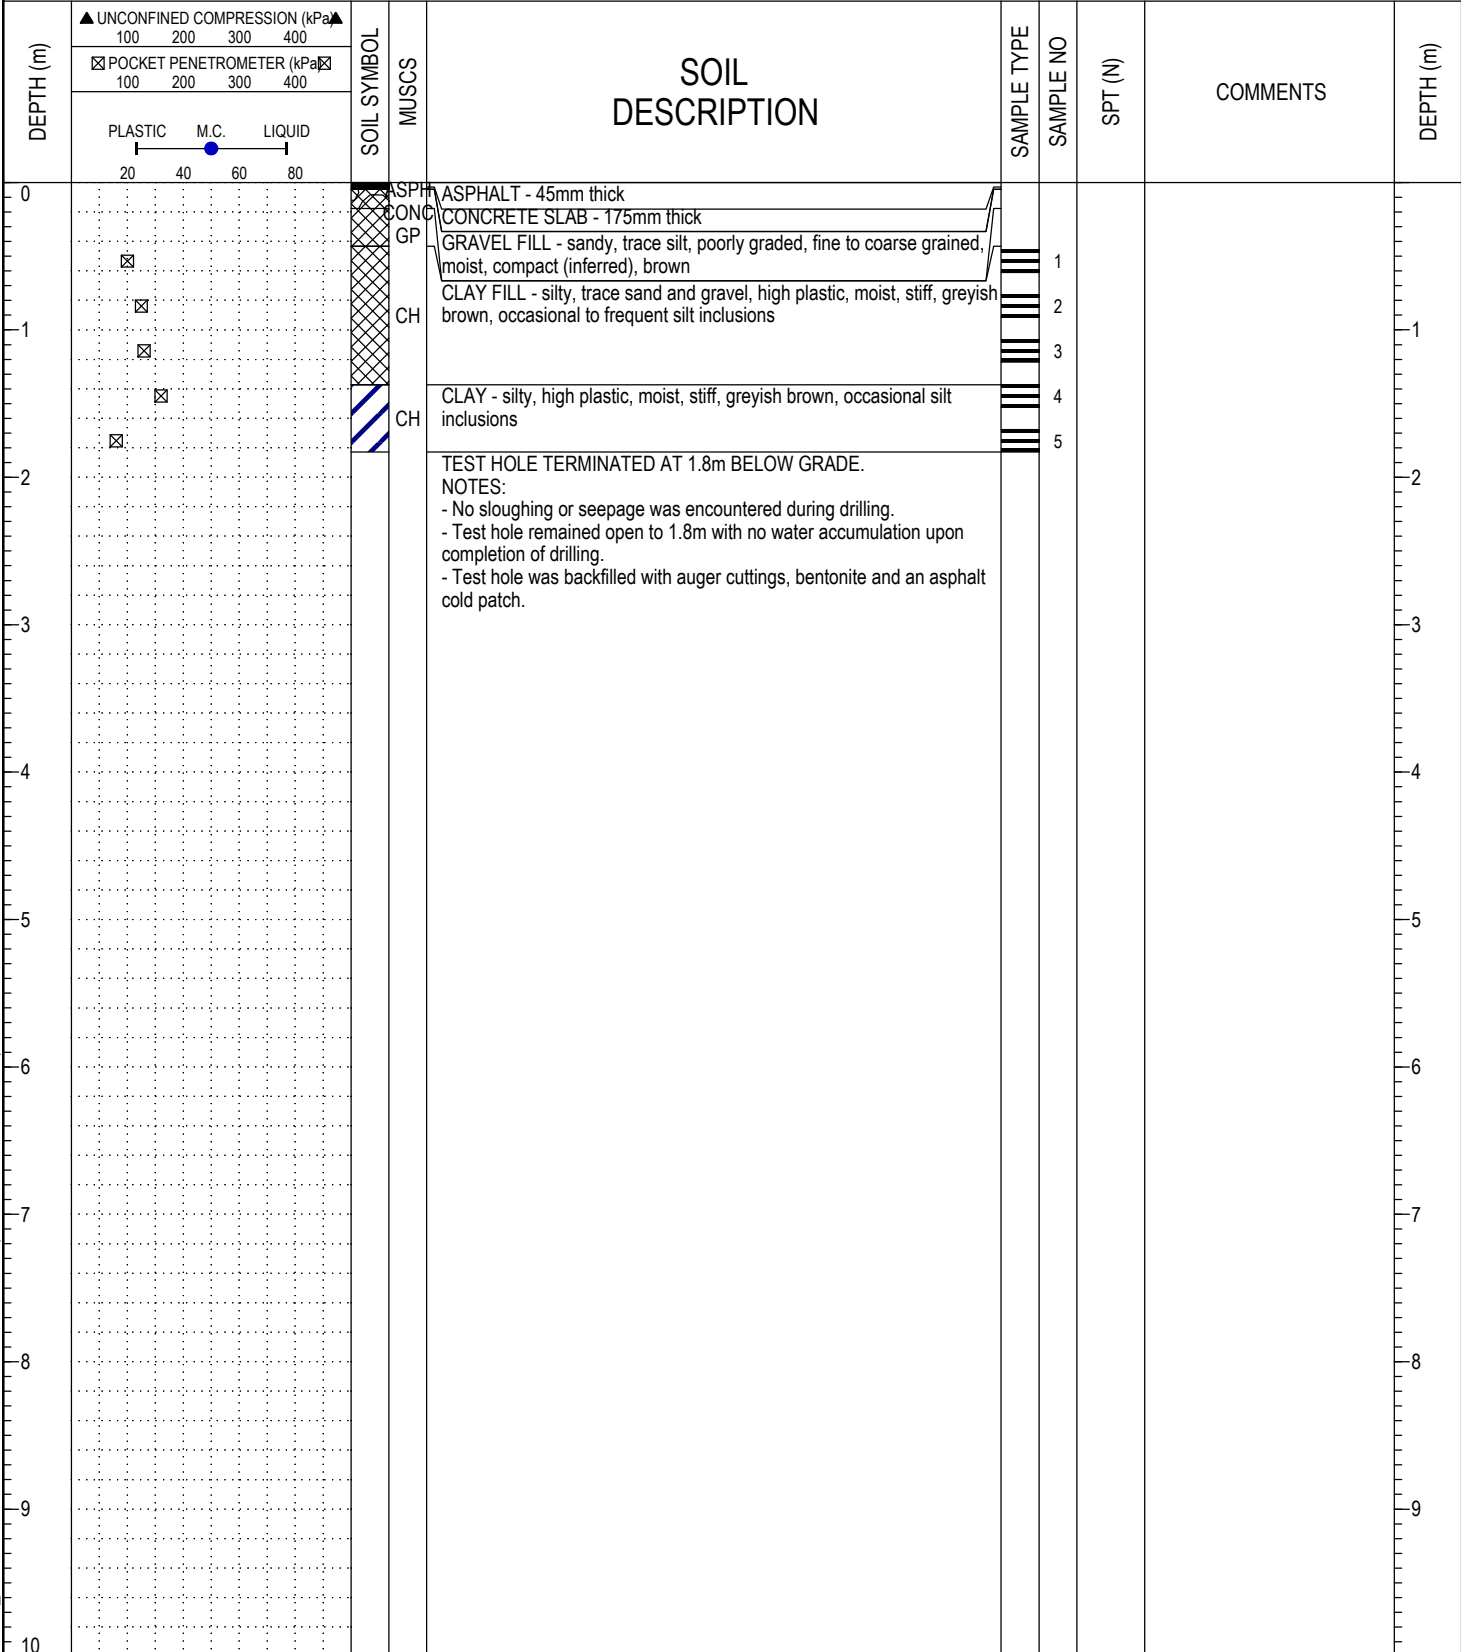 ▲ UNCONFINED COMPRESSION (kPa) ▲
100 200 300 400
☒ POCKET PENETROMETER (kPa) ☒
100 200 300 400
PLASTIC M.C. LIQUID
20 40 60 80
DEPTH (m)
SOIL SYMBOL
MUSCS
SOIL
DESCRIPTION
SAMPLE TYPE
SAMPLE NO
SPT (N)
COMMENTS
DEPTH (m)
0
ASPH
ASPHALT - 45mm thick
CONC
CONCRETE SLAB - 175mm thick
GP
GRAVEL FILL - sandy, trace silt, poorly graded, fine to coarse grained,
moist, compact (inferred), brown
1
CLAY FILL - silty, trace sand and gravel, high plastic, moist, stiff, greyish
brown, occasional to frequent silt inclusions
CH
2
1
1
3
CLAY - silty, high plastic, moist, stiff, greyish brown, occasional silt
inclusions
CH
4
5
TEST HOLE TERMINATED AT 1.8m BELOW GRADE.
2
2
NOTES:
- No sloughing or seepage was encountered during drilling.
- Test hole remained open to 1.8m with no water accumulation upon
completion of drilling.
- Test hole was backfilled with auger cuttings, bentonite and an asphalt
cold patch.
3
3
4
4
5
5
6
6
7
7
8
8
9
9
10